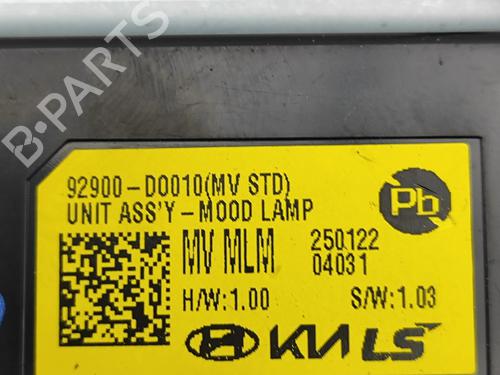 B-PARTS
92900-D0010(MV STD)
UNIT ASS'Y-MOOD LAMP
Pb
MV MLM 250122
04031
H/W:1.00 S/W:1.03
KIA LS